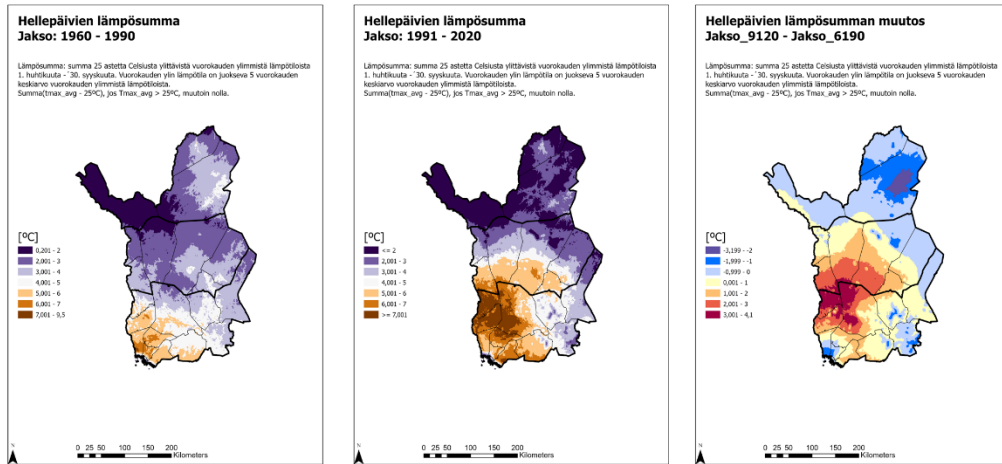 Hellepäivien lämpösumma
Jakso: 1960 - 1990
Lämpösumma: summa 25 astetta Celsiusta ylittävistä vuorokauden ylimmistä lämpötiloista
1. huhtikuuta -´30. syyskuuta. Vuorokauden ylin lämpötila on juokseva 5 vuorokauden
keskiarvo vuorokauden ylimmistä lämpötiloista.
Summa(tmax_avg - 25ºC), jos Tmax_avg > 25ºC, muutoin nolla.
[ºC]
0,201 - 2
2,001 - 3
3,001 - 4
4,001 - 5
5,001 - 6
6,001 - 7
7,001 - 9,5
N
0 25 50 100 150 200
Kilometers
Hellepäivien lämpösumma
Jakso: 1991 - 2020
Lämpösumma: summa 25 astetta Celsiusta ylittävistä vuorokauden ylimmistä lämpötiloista
1. huhtikuuta -´30. syyskuuta. Vuorokauden ylin lämpötila on juokseva 5 vuorokauden
keskiarvo vuorokauden ylimmistä lämpötiloista.
Summa(tmax_avg - 25ºC), jos Tmax_avg > 25ºC, muutoin nolla.
[ºC]
<= 2
2,001 - 3
3,001 - 4
4,001 - 5
5,001 - 6
6,001 - 7
>= 7,001
N
0 25 50 100 150 200
Kilometers
Hellepäivien lämpösumman muutos
Jakso_9120 - Jakso_6190
Lämpösumma: summa 25 astetta Celsiusta ylittävistä vuorokauden ylimmistä lämpötiloista
1. huhtikuuta -´30. syyskuuta. Vuorokauden ylin lämpötila on juokseva 5 vuorokauden
keskiarvo vuorokauden ylimmistä lämpötiloista.
Summa(tmax_avg - 25ºC), jos Tmax_avg > 25ºC, muutoin nolla.
[ºC]
-3,199 - -2
-1,999 - -1
-0,999 - 0
0,001 - 1
1,001 - 2
2,001 - 3
3,001 - 4,1
N
0 25 50 100 150 200
Kilometers